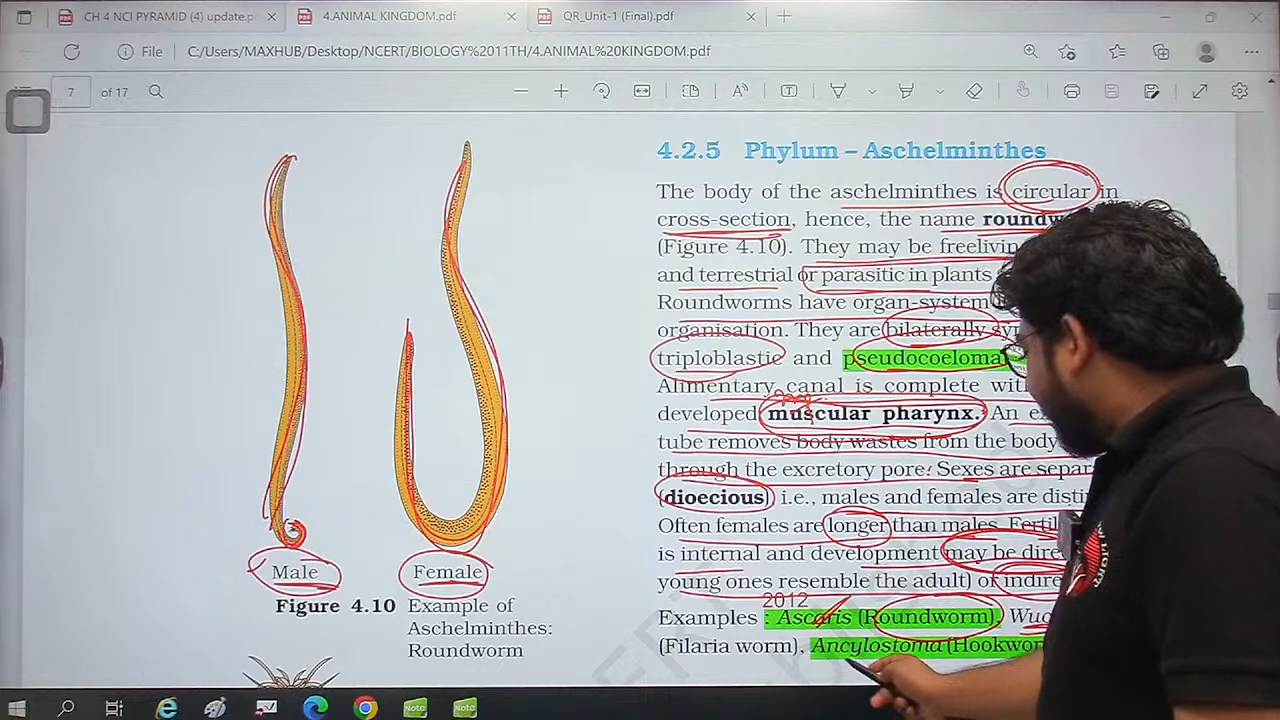 CH 4 NCI PYRAMID (4) update.p
4.ANIMAL KINGDOM.pdf
QR_Unit-1 (Final).pdf
File
C:/Users/MAXHUB/Desktop/NCERT/BIOLOGY%2011TH/4.ANIMAL%20KINGDOM.pdf
7 of 17
4.2.5 Phylum – Aschelminthes
The body of the aschelminthes is circular in
cross-section, hence, the name roundw
(Figure 4.10). They may be freelivin
and terrestrial or parasitic in plants
Roundworms have organ-system
organisation. They are bilaterally sy
triploblastic and pseudocoeloma
Alimentary canal is complete with
developed muscular pharynx. An ex
tube removes body wastes from the body
through the excretory pore. Sexes are separ
(dioecious), i.e., males and females are disti
Often females are longer than males. Fertil
is internal and development may be dire
young ones resemble the adult) or indire
2012
Examples : Ascaris (Roundworm), Wuc
(Filaria worm), Ancylostoma (Hookwor
Male
Female
Figure 4.10 Example of
Aschelminthes:
Roundworm
Note
Note